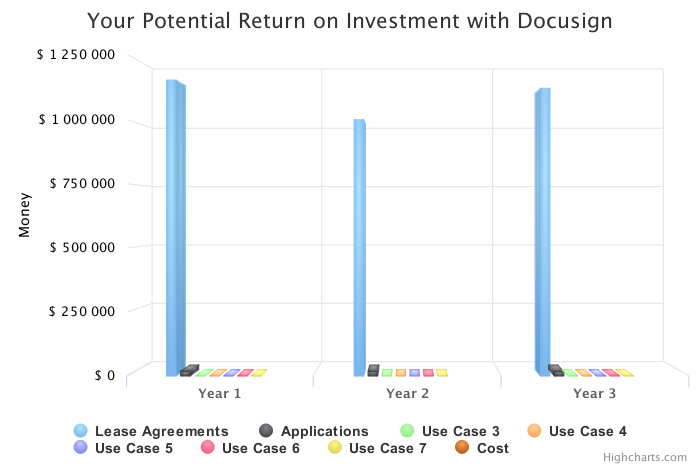 Your Potential Return on Investment with Docusign
$ 1 250 000
$ 1 000 000
$ 750 000
$ 500 000
$ 250 000
$ 0
Money
Year 1 Year 2 Year 3
Lease Agreements Applications Use Case 3 Use Case 4
Use Case 5 Use Case 6 Use Case 7 Cost
Highcharts.com